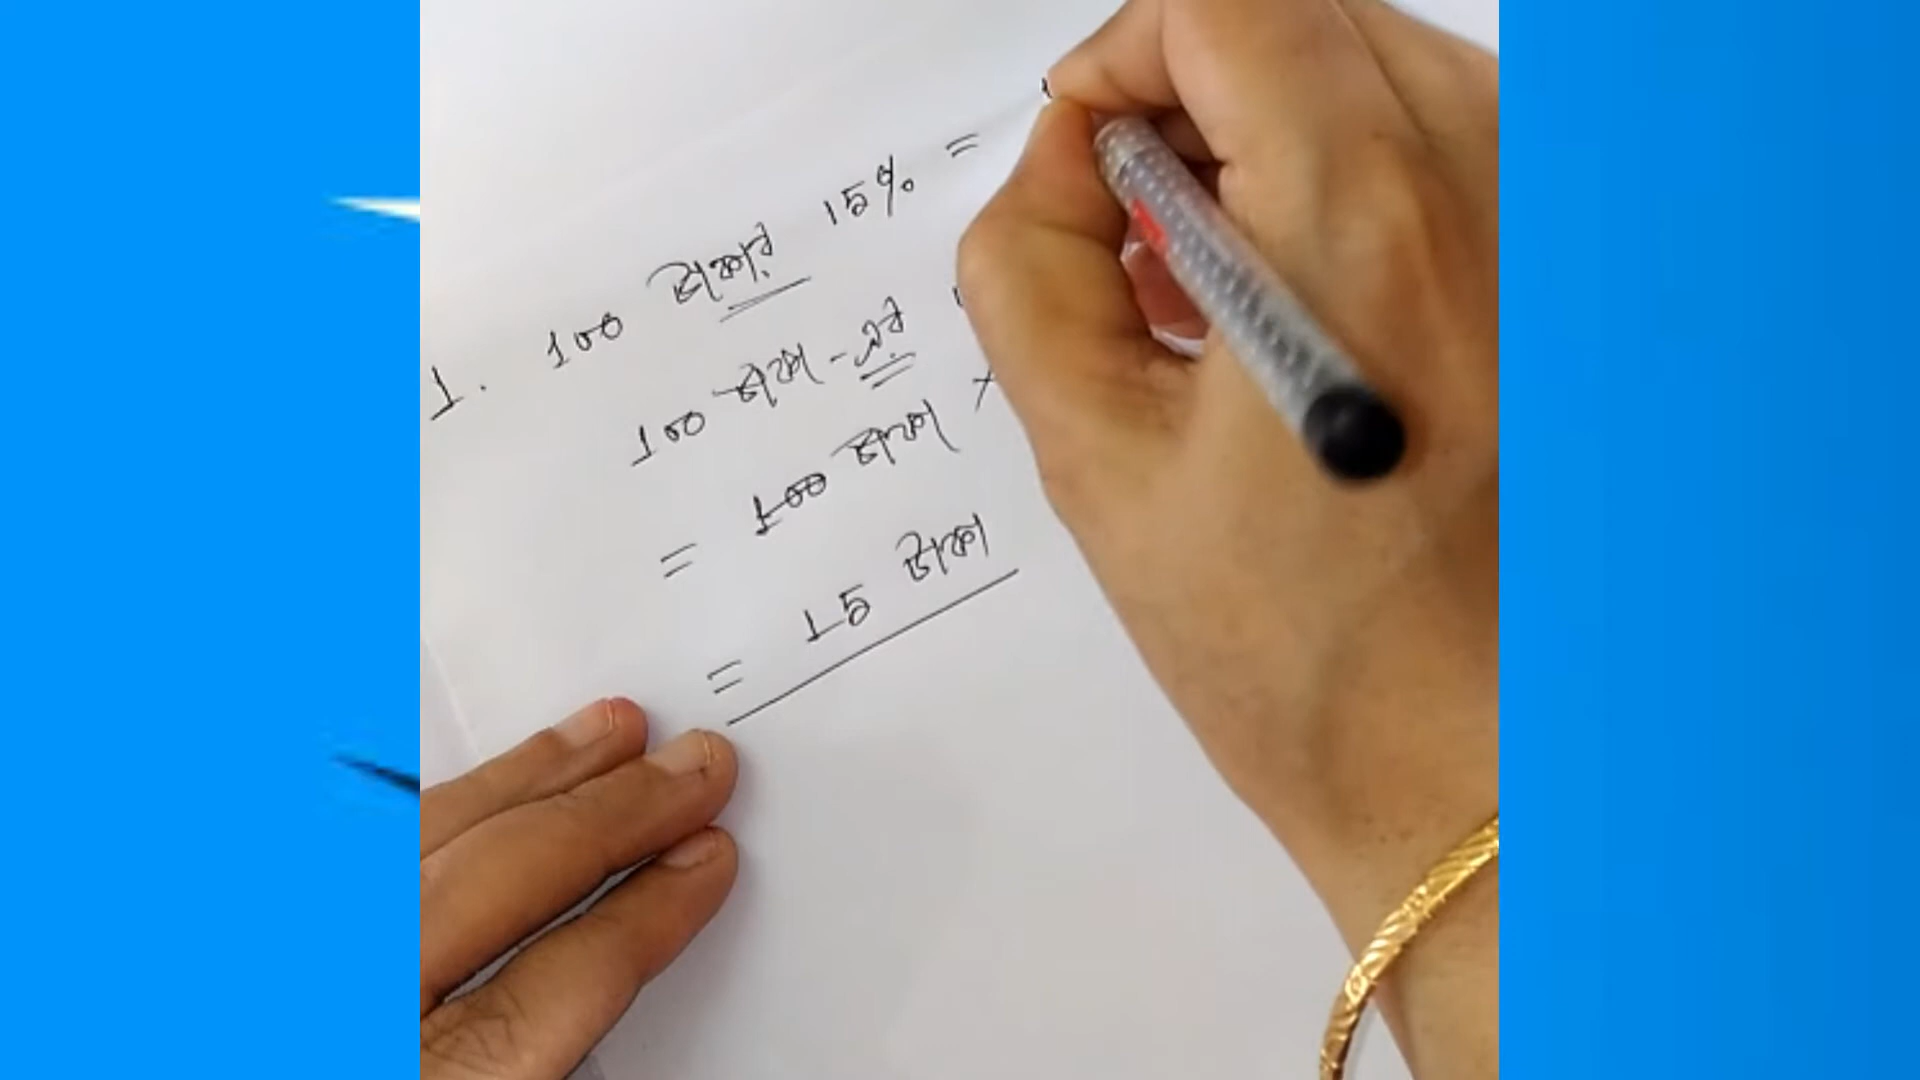 1. 100 টাকার 15% =
100 টাকা - এর
= 100 টাকা ×
= 15 টাকা